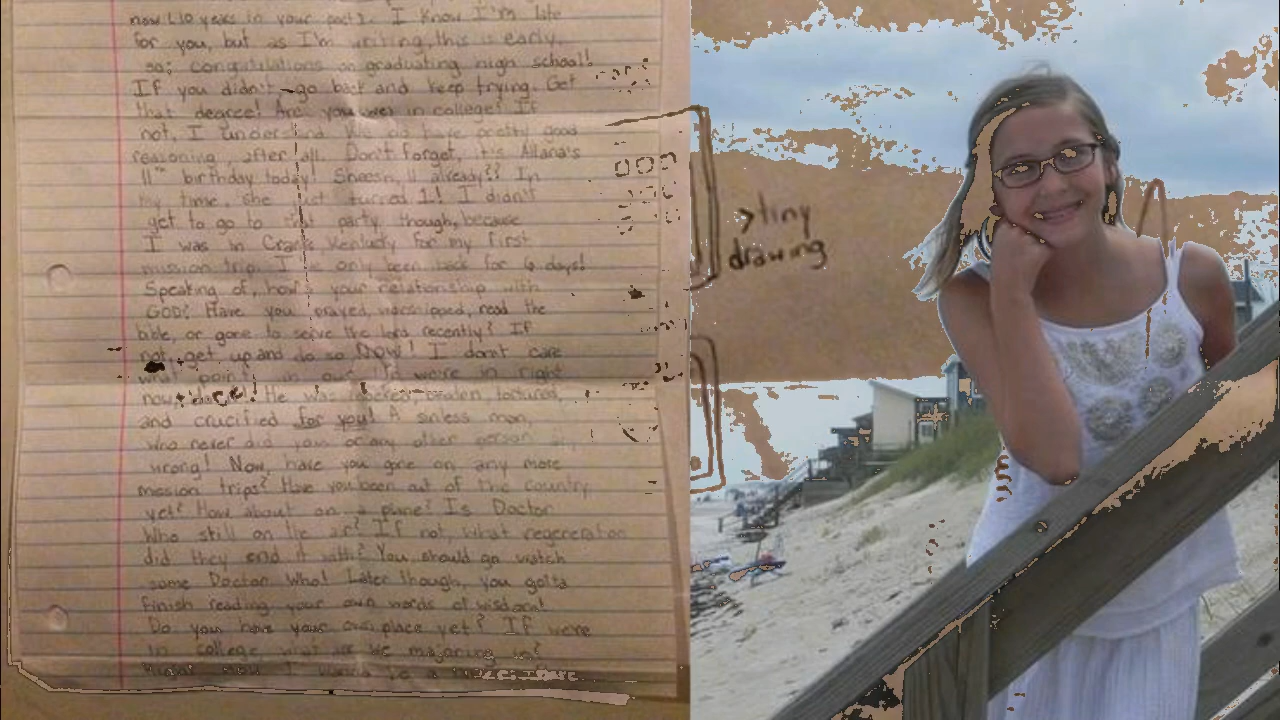 now (10 years in your past). I know I'm late
for you, but as I'm writing, this is early,
so; congratulations on graduating high school!
If you didn't go back and keep trying. Get
that degree! Are you in college? If
not, I understand. We do have pretty good
reasoning, after all. Don't forget, it's Allana's
11th birthday today! Sheesh, 11 already?! In
my time, she just turned 1! I didn't
get to go to party, though, because
I was in Kentucky for my first
mission trip. I only been back for 6 days!
Speaking of, how's your relationship with
GOD? Have you prayed, worshipped, read the
bible, or gone to serve the lord recently? If
not, get up and do so NOW! I don't care
what point in our life we're in right
now, He was beaten, tortured,
and crucified for you! A sinless man,
who never did you or any other person any
wrong! Now, have you gone on any more
mission trips? Have you been out of the country
yet? How about on a plane? Is Doctor
Who still on the air? If not, what regeneration
did they end it with? You should go watch
some Doctor Who! Later though, you gotta
finish reading your own words of wisdom!
Do you have your own place yet? If we're
in college what are we majoring in?
Right now I to be a
>tiny
drawing